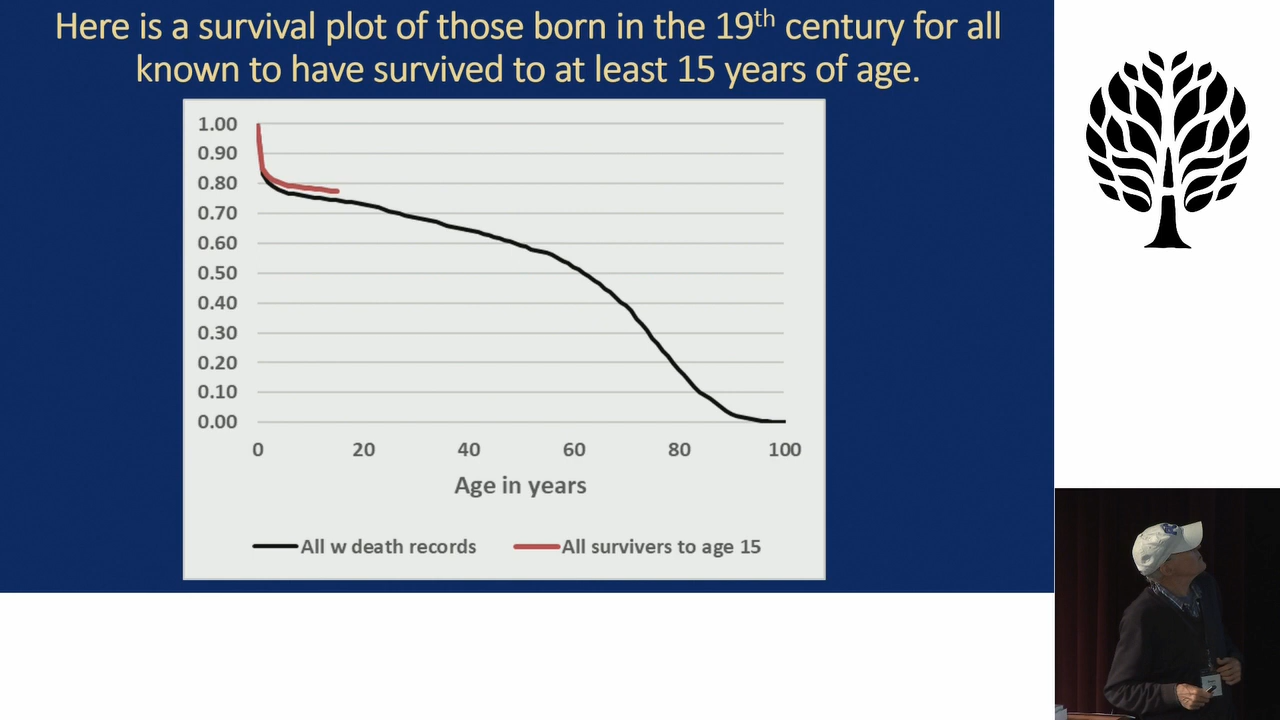 Here is a survival plot of those born in the 19th century for all
known to have survived to at least 15 years of age.
1.00
0.90
0.80
0.70
0.60
0.50
0.40
0.30
0.20
0.10
0.00
0 20 40 60 80 100
Age in years
All w death records All survivers to age 15